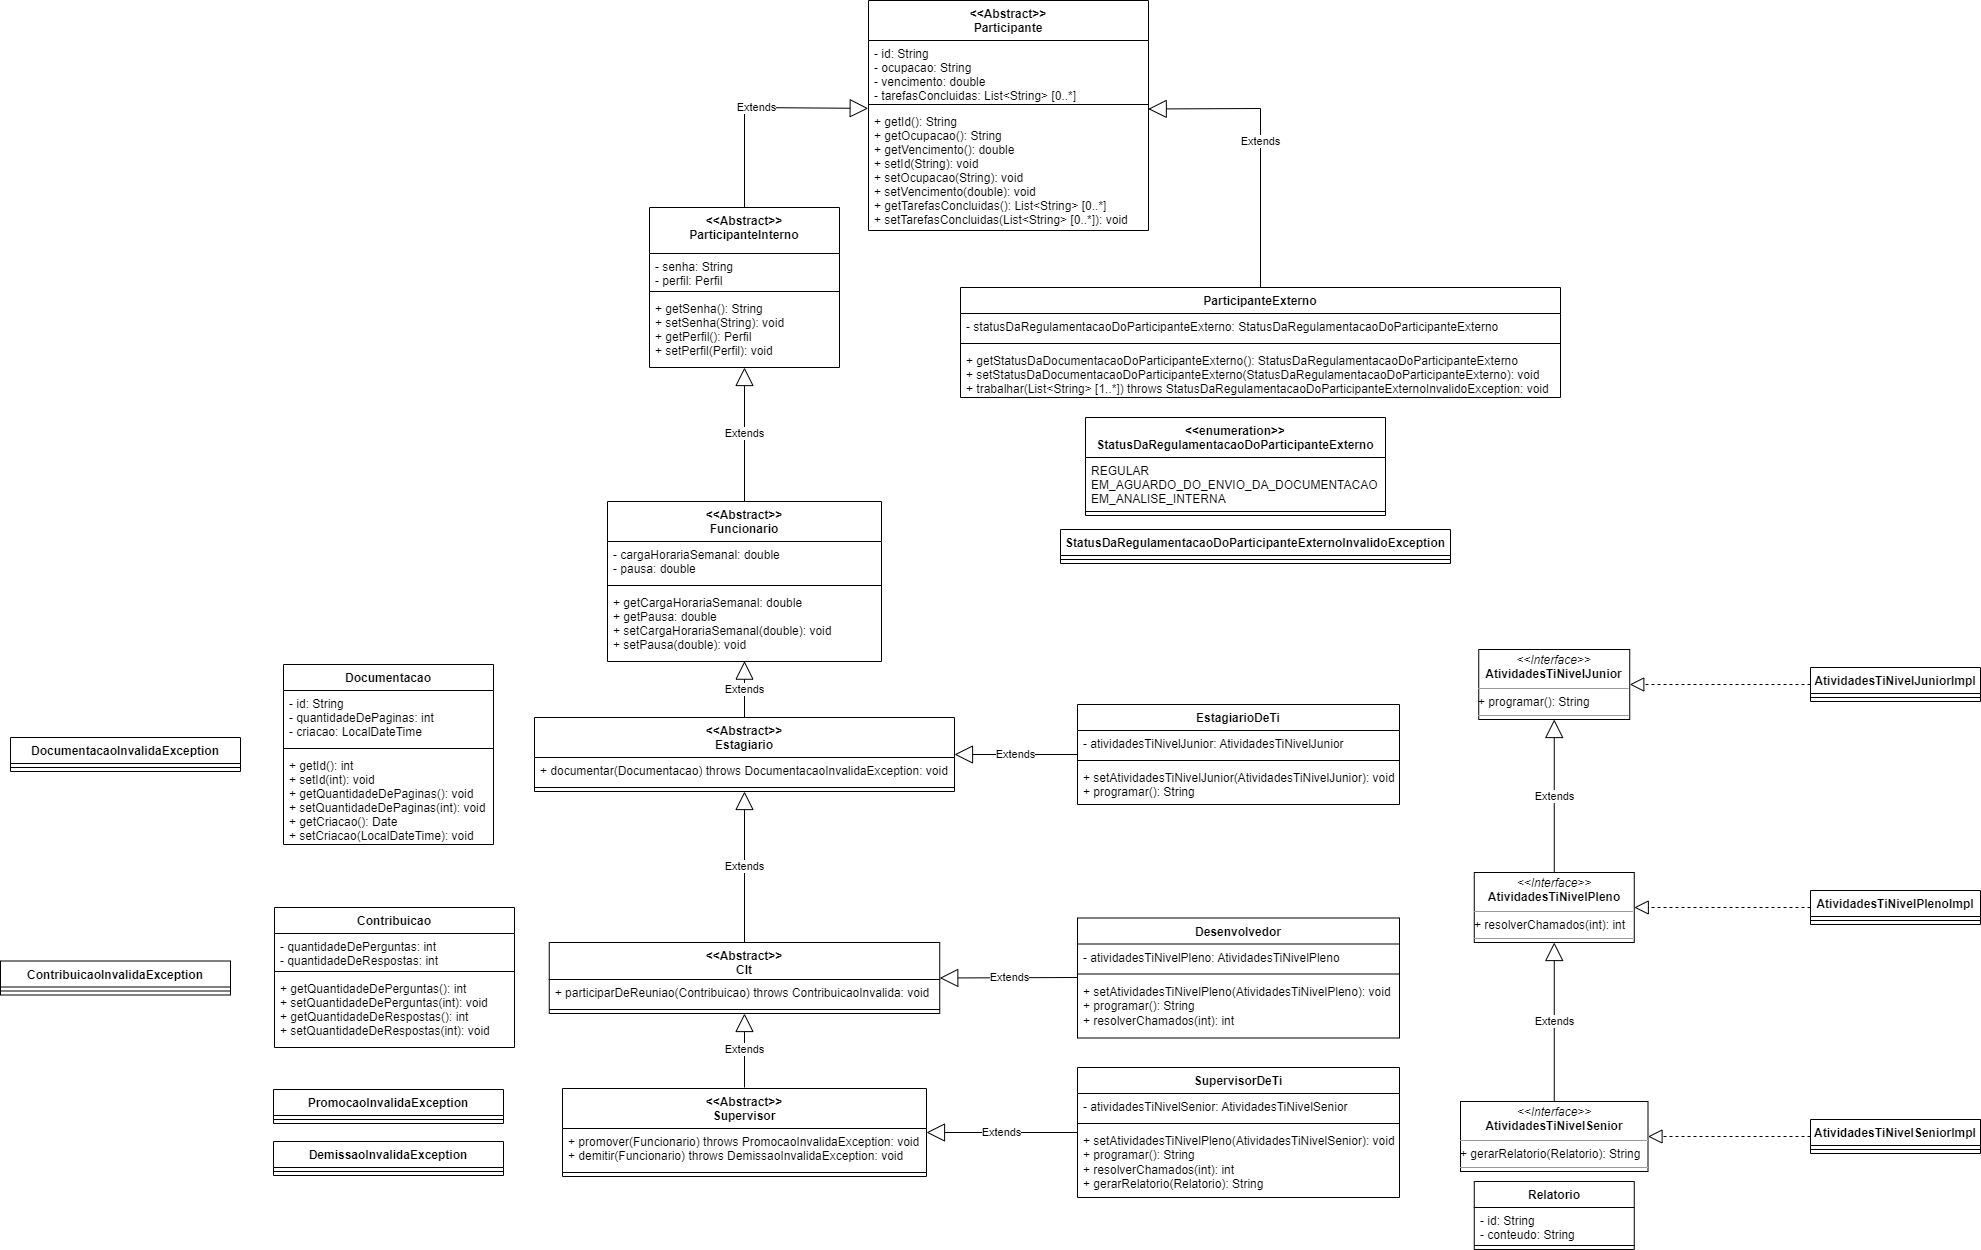 <<Abstract>>
Participante
- id: String
- ocupacao: String
- vencimento: double
- tarefasConcluidas: List<String> [0..*]
+ getId(): String
+ getOcupacao(): String
+ getVencimento(): double
+ setId(String): void
+ setOcupacao(String): void
+ setVencimento(double): void
+ getTarefasConcluidas(): List<String> [0..*]
+ setTarefasConcluidas(List<String> [0..*]): void
Extends
Extends
<<Abstract>>
ParticipanteInterno
- senha: String
- perfil: Perfil
+ getSenha(): String
+ setSenha(String): void
+ getPerfil(): Perfil
+ setPerfil(Perfil): void
ParticipanteExterno
- statusDaRegulamentacaoDoParticipanteExterno: StatusDaRegulamentacaoDoParticipanteExterno
+ getStatusDaDocumentacaoDoParticipanteExterno(): StatusDaRegulamentacaoDoParticipanteExterno
+ setStatusDaDocumentacaoDoParticipanteExterno(StatusDaRegulamentacaoDoParticipanteExterno): void
+ trabalhar(List<String> [1..*]) throws StatusDaRegulamentacaoDoParticipanteExternoInvalidoException: void
<<enumeration>>
StatusDaRegulamentacaoDoParticipanteExterno
REGULAR
EM_AGUARDO_DO_ENVIO_DA_DOCUMENTACAO
EM_ANALISE_INTERNA
StatusDaRegulamentacaoDoParticipanteExternoInvalidoException
Extends
<<Abstract>>
Funcionario
- cargaHorariaSemanal: double
- pausa: double
+ getCargaHorariaSemanal: double
+ getPausa: double
+ setCargaHorariaSemanal(double): void
+ setPausa(double): void
Extends
DocumentacaoInvalidaException
Documentacao
- id: String
- quantidadeDePaginas: int
- criacao: LocalDateTime
+ getId(): int
+ setId(int): void
+ getQuantidadeDePaginas(): void
+ setQuantidadeDePaginas(int): void
+ getCriacao(): Date
+ setCriacao(LocalDateTime): void
<<Abstract>>
Estagiario
+ documentar(Documentacao) throws DocumentacaoInvalidaException: void
Extends
EstagiarioDeTi
- atividadesTiNivelJunior: AtividadesTiNivelJunior
+ setAtividadesTiNivelJunior(AtividadesTiNivelJunior): void
+ programar(): String
<<Interface>>
AtividadesTiNivelJunior
+ programar(): String
AtividadesTiNivelJuniorImpl
Extends
Extends
ContribuicaoInvalidaException
Contribuicao
- quantidadeDePerguntas: int
- quantidadeDeRespostas: int
+ getQuantidadeDePerguntas(): int
+ setQuantidadeDePerguntas(int): void
+ getQuantidadeDeRespostas(): int
+ setQuantidadeDeRespostas(int): void
<<Abstract>>
Clt
+ participarDeReuniao(Contribuicao) throws ContribuicaoInvalida: void
Extends
Desenvolvedor
- atividadesTiNivelPleno: AtividadesTiNivelPleno
+ setAtividadesTiNivelPleno(AtividadesTiNivelPleno): void
+ programar(): String
+ resolverChamados(int): int
<<Interface>>
AtividadesTiNivelPleno
+ resolverChamados(int): int
AtividadesTiNivelPlenoImpl
Extends
Extends
PromocaoInvalidaException
DemissaoInvalidaException
<<Abstract>>
Supervisor
+ promover(Funcionario) throws PromocaoInvalidaException: void
+ demitir(Funcionario) throws DemissaoInvalidaException: void
Extends
SupervisorDeTi
- atividadesTiNivelSenior: AtividadesTiNivelSenior
+ setAtividadesTiNivelPleno(AtividadesTiNivelSenior): void
+ programar(): String
+ resolverChamados(int): int
+ gerarRelatorio(Relatorio): String
<<Interface>>
AtividadesTiNivelSenior
+ gerarRelatorio(Relatorio): String
AtividadesTiNivelSeniorImpl
Relatorio
- id: String
- conteudo: String